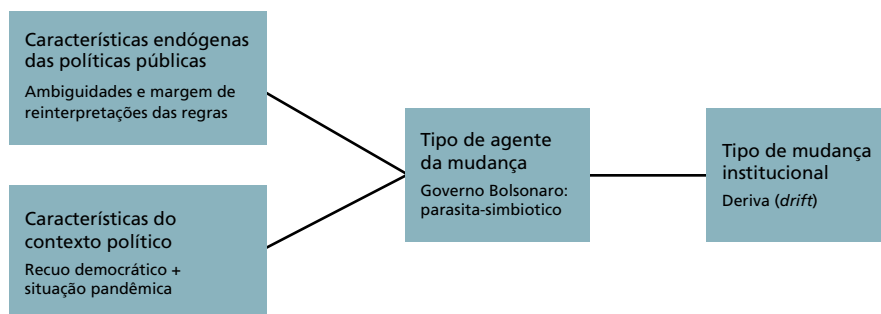 Características endógenas
das políticas públicas
Ambiguidades e margem de
reinterpretações das regras
Características do
contexto político
Recuo democrático +
situação pandêmica
Tipo de agente
da mudança
Governo Bolsonaro:
parasita-simbiotico
Tipo de mudança
institucional
Deriva (drift)